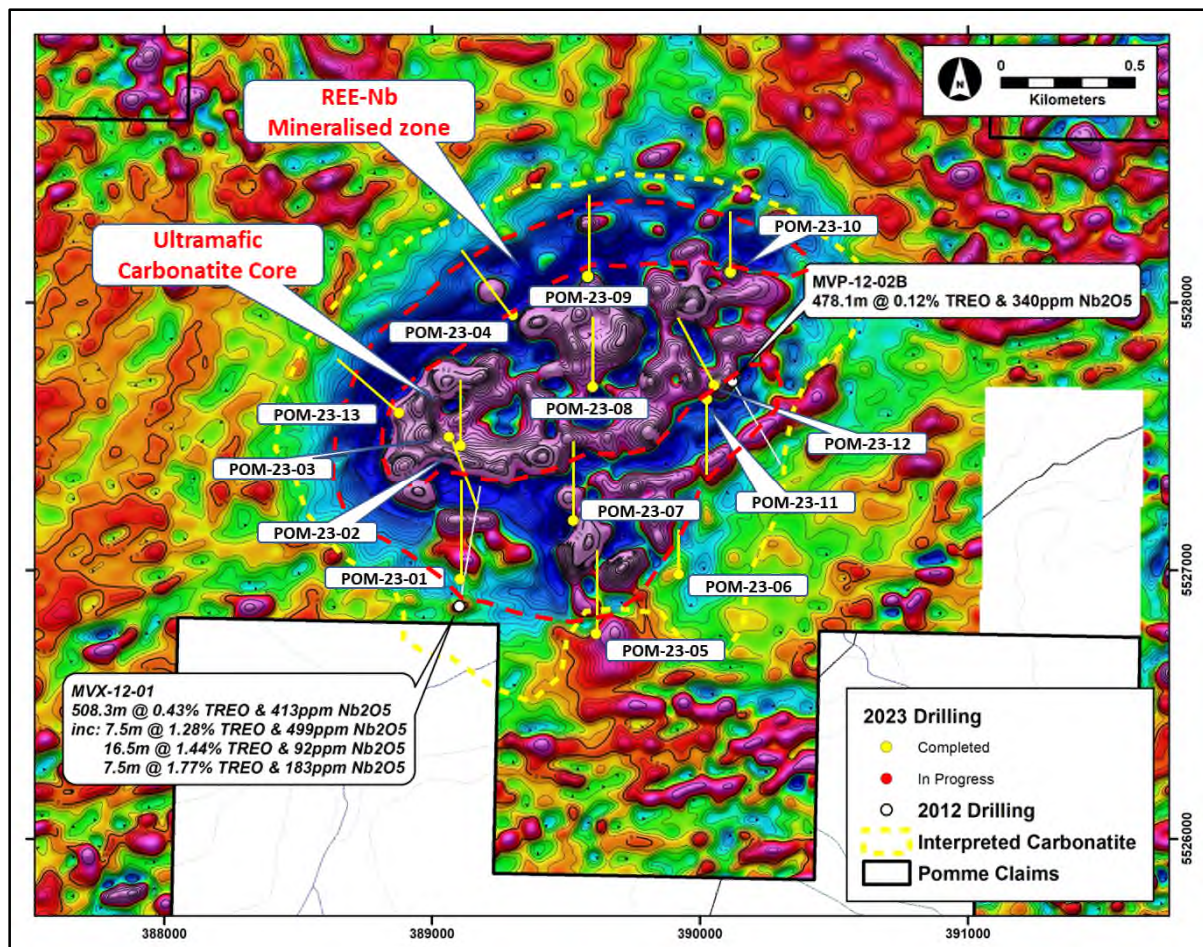 N
0 0.5
Kilometers
REE-Nb
Mineralised zone
Ultramafic
Carbonatite Core
POM-23-10
MVP-12-02B
478.1m @ 0.12% TREO & 340ppm Nb2O5
POM-23-09
POM-23-04
5528000
POM-23-08
POM-23-13
POM-23-12
POM-23-03
POM-23-11
POM-23-07
POM-23-02
POM-23-01
POM-23-06
5527000
POM-23-05
MVX-12-01
508.3m @ 0.43% TREO & 413ppm Nb2O5
inc: 7.5m @ 1.28% TREO & 499ppm Nb2O5
16.5m @ 1.44% TREO & 92ppm Nb2O5
7.5m @ 1.77% TREO & 183ppm Nb2O5
2023 Drilling
Completed
In Progress
2012 Drilling
Interpreted Carbonatite
Pomme Claims
5526000
388000 389000 390000 391000